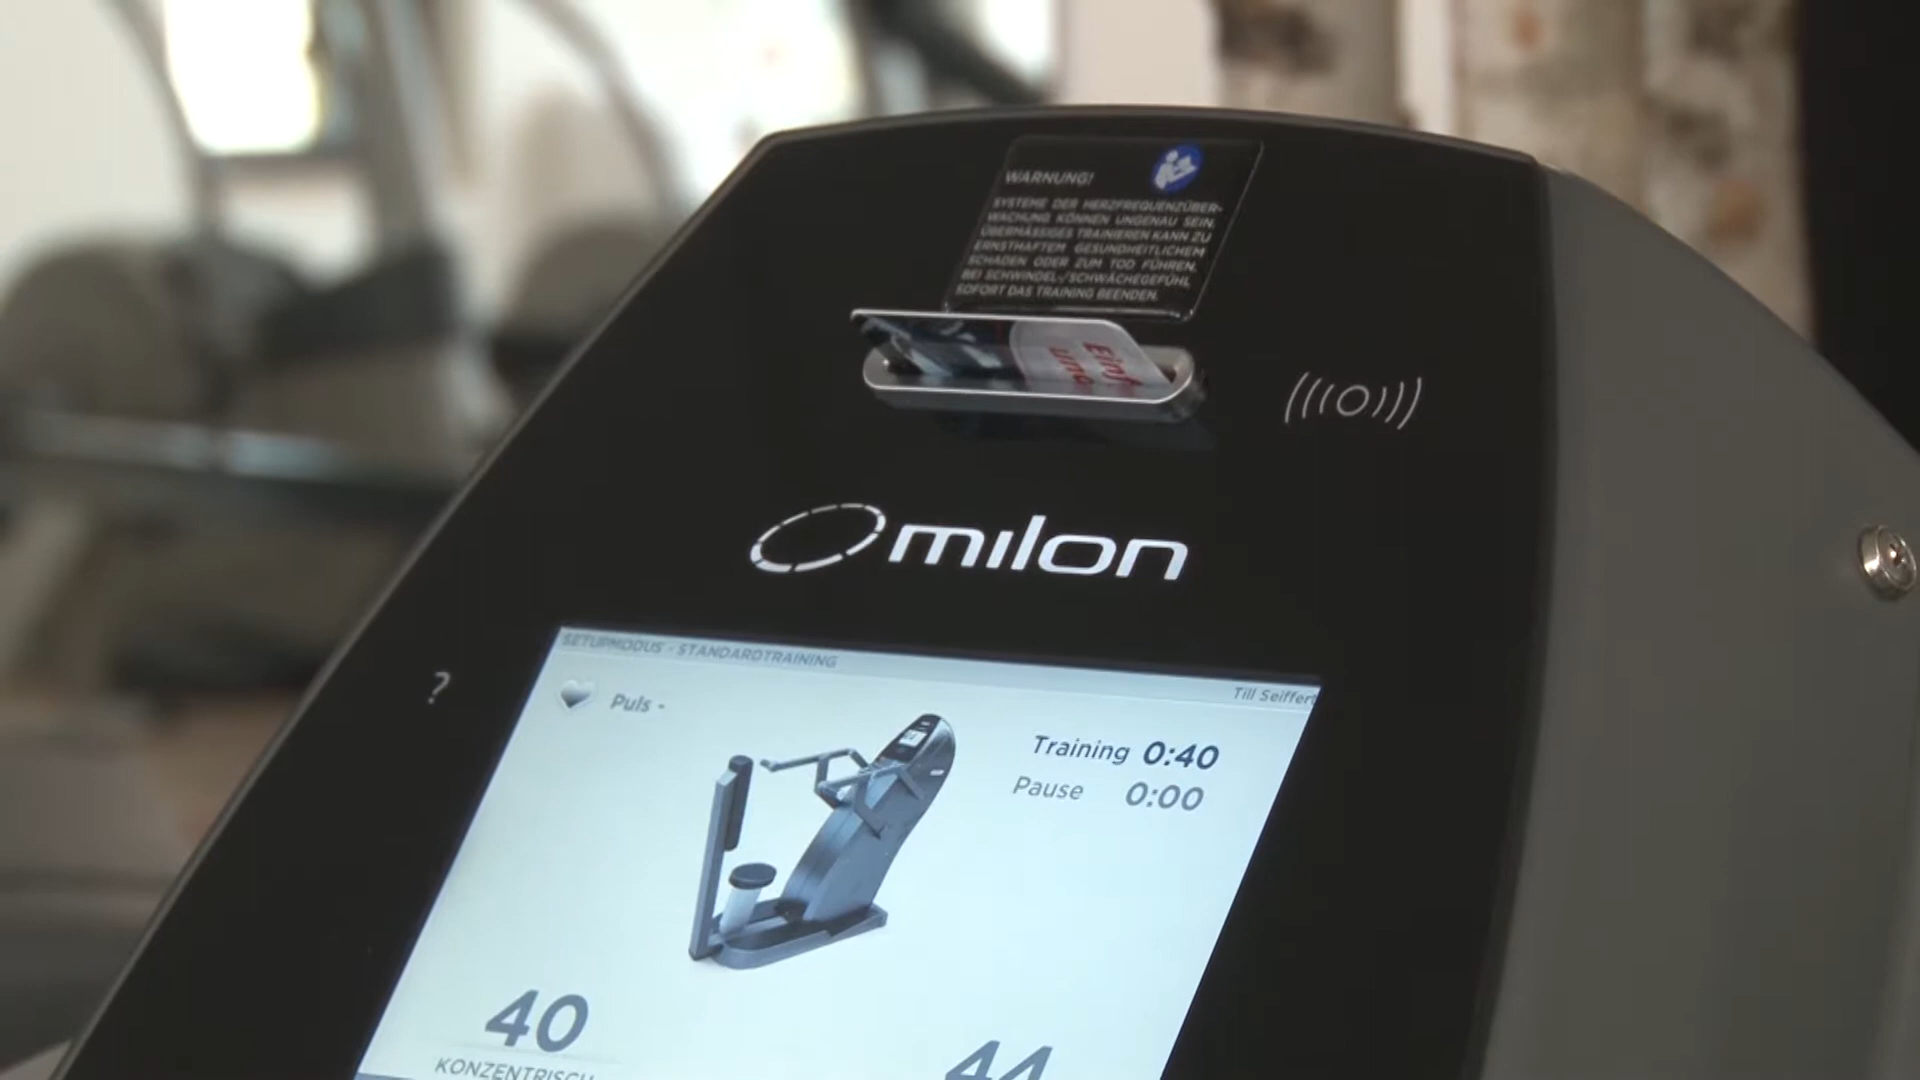 WARNUNG!
SYSTEME DER HERZFREQUENZÜBER-
WACHUNG KÖNNEN UNGENAU SEIN.
ÜBERMÄSSIGES TRAINIEREN KANN ZU
ERNSTHAFTEM GESUNDHEITLICHEM
SCHADEN ODER ZUM TOD FÜHREN.
BEI SCHWINDEL-/SCHWÄCHEGEFÜHL
SOFORT DAS TRAINING BEENDEN.
milon
?
SETUPMODUS - STANDARDTRAINING
Till Seiffert
Puls -
Training 0:40
Pause 0:00
40
KONZENTRISCH
44